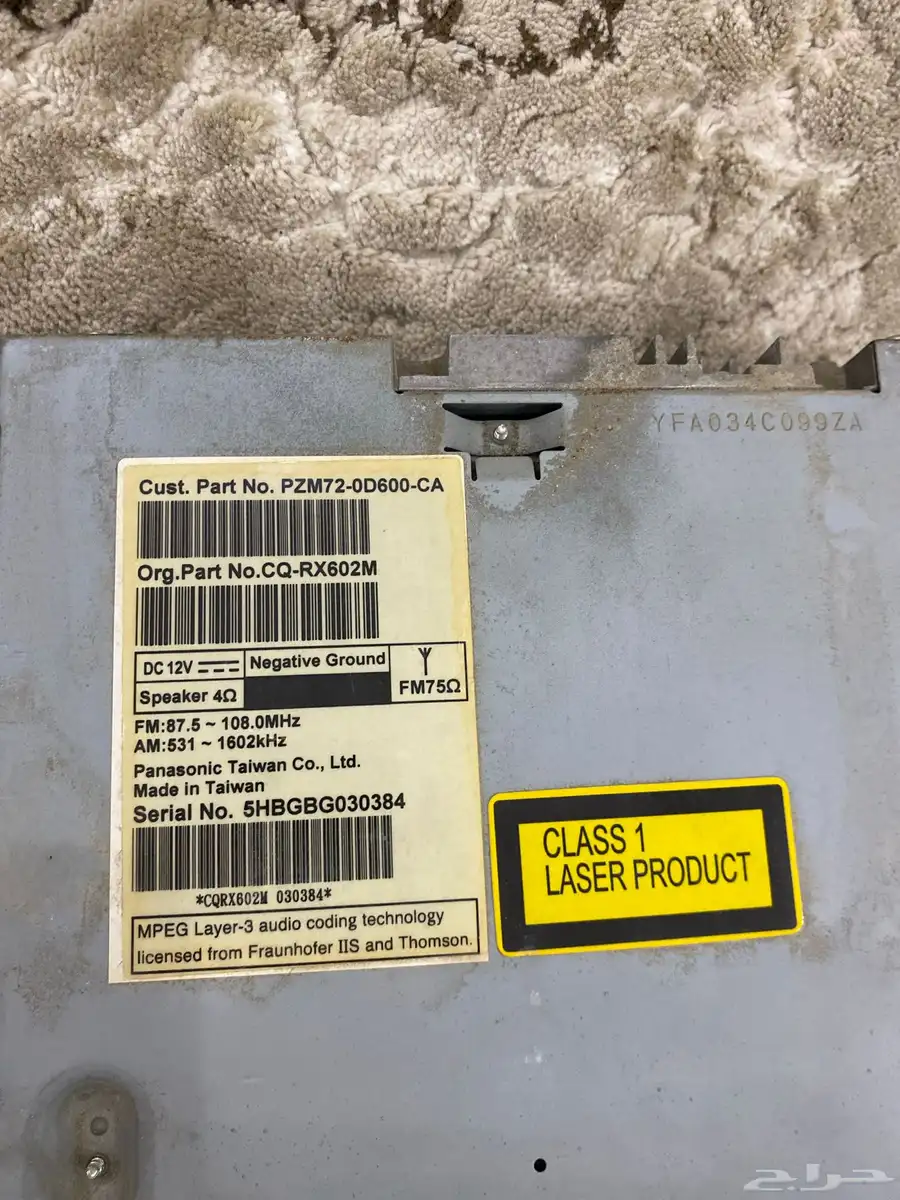 YFA034C099ZA
Cust. Part No. PZM72-0D600-CA
Org.Part No.CQ-RX602M
DC 12V
Negative Ground
Speaker 4Ω
FM75Ω
FM:87.5 ~ 108.0MHz
AM:531 ~ 1602kHz
Panasonic Taiwan Co., Ltd.
Made in Taiwan
Serial No. 5HBGBG030384
*CQRX602M 030384*
MPEG Layer-3 audio coding technology
licensed from Fraunhofer IIS and Thomson.
CLASS 1
LASER PRODUCT
حراج